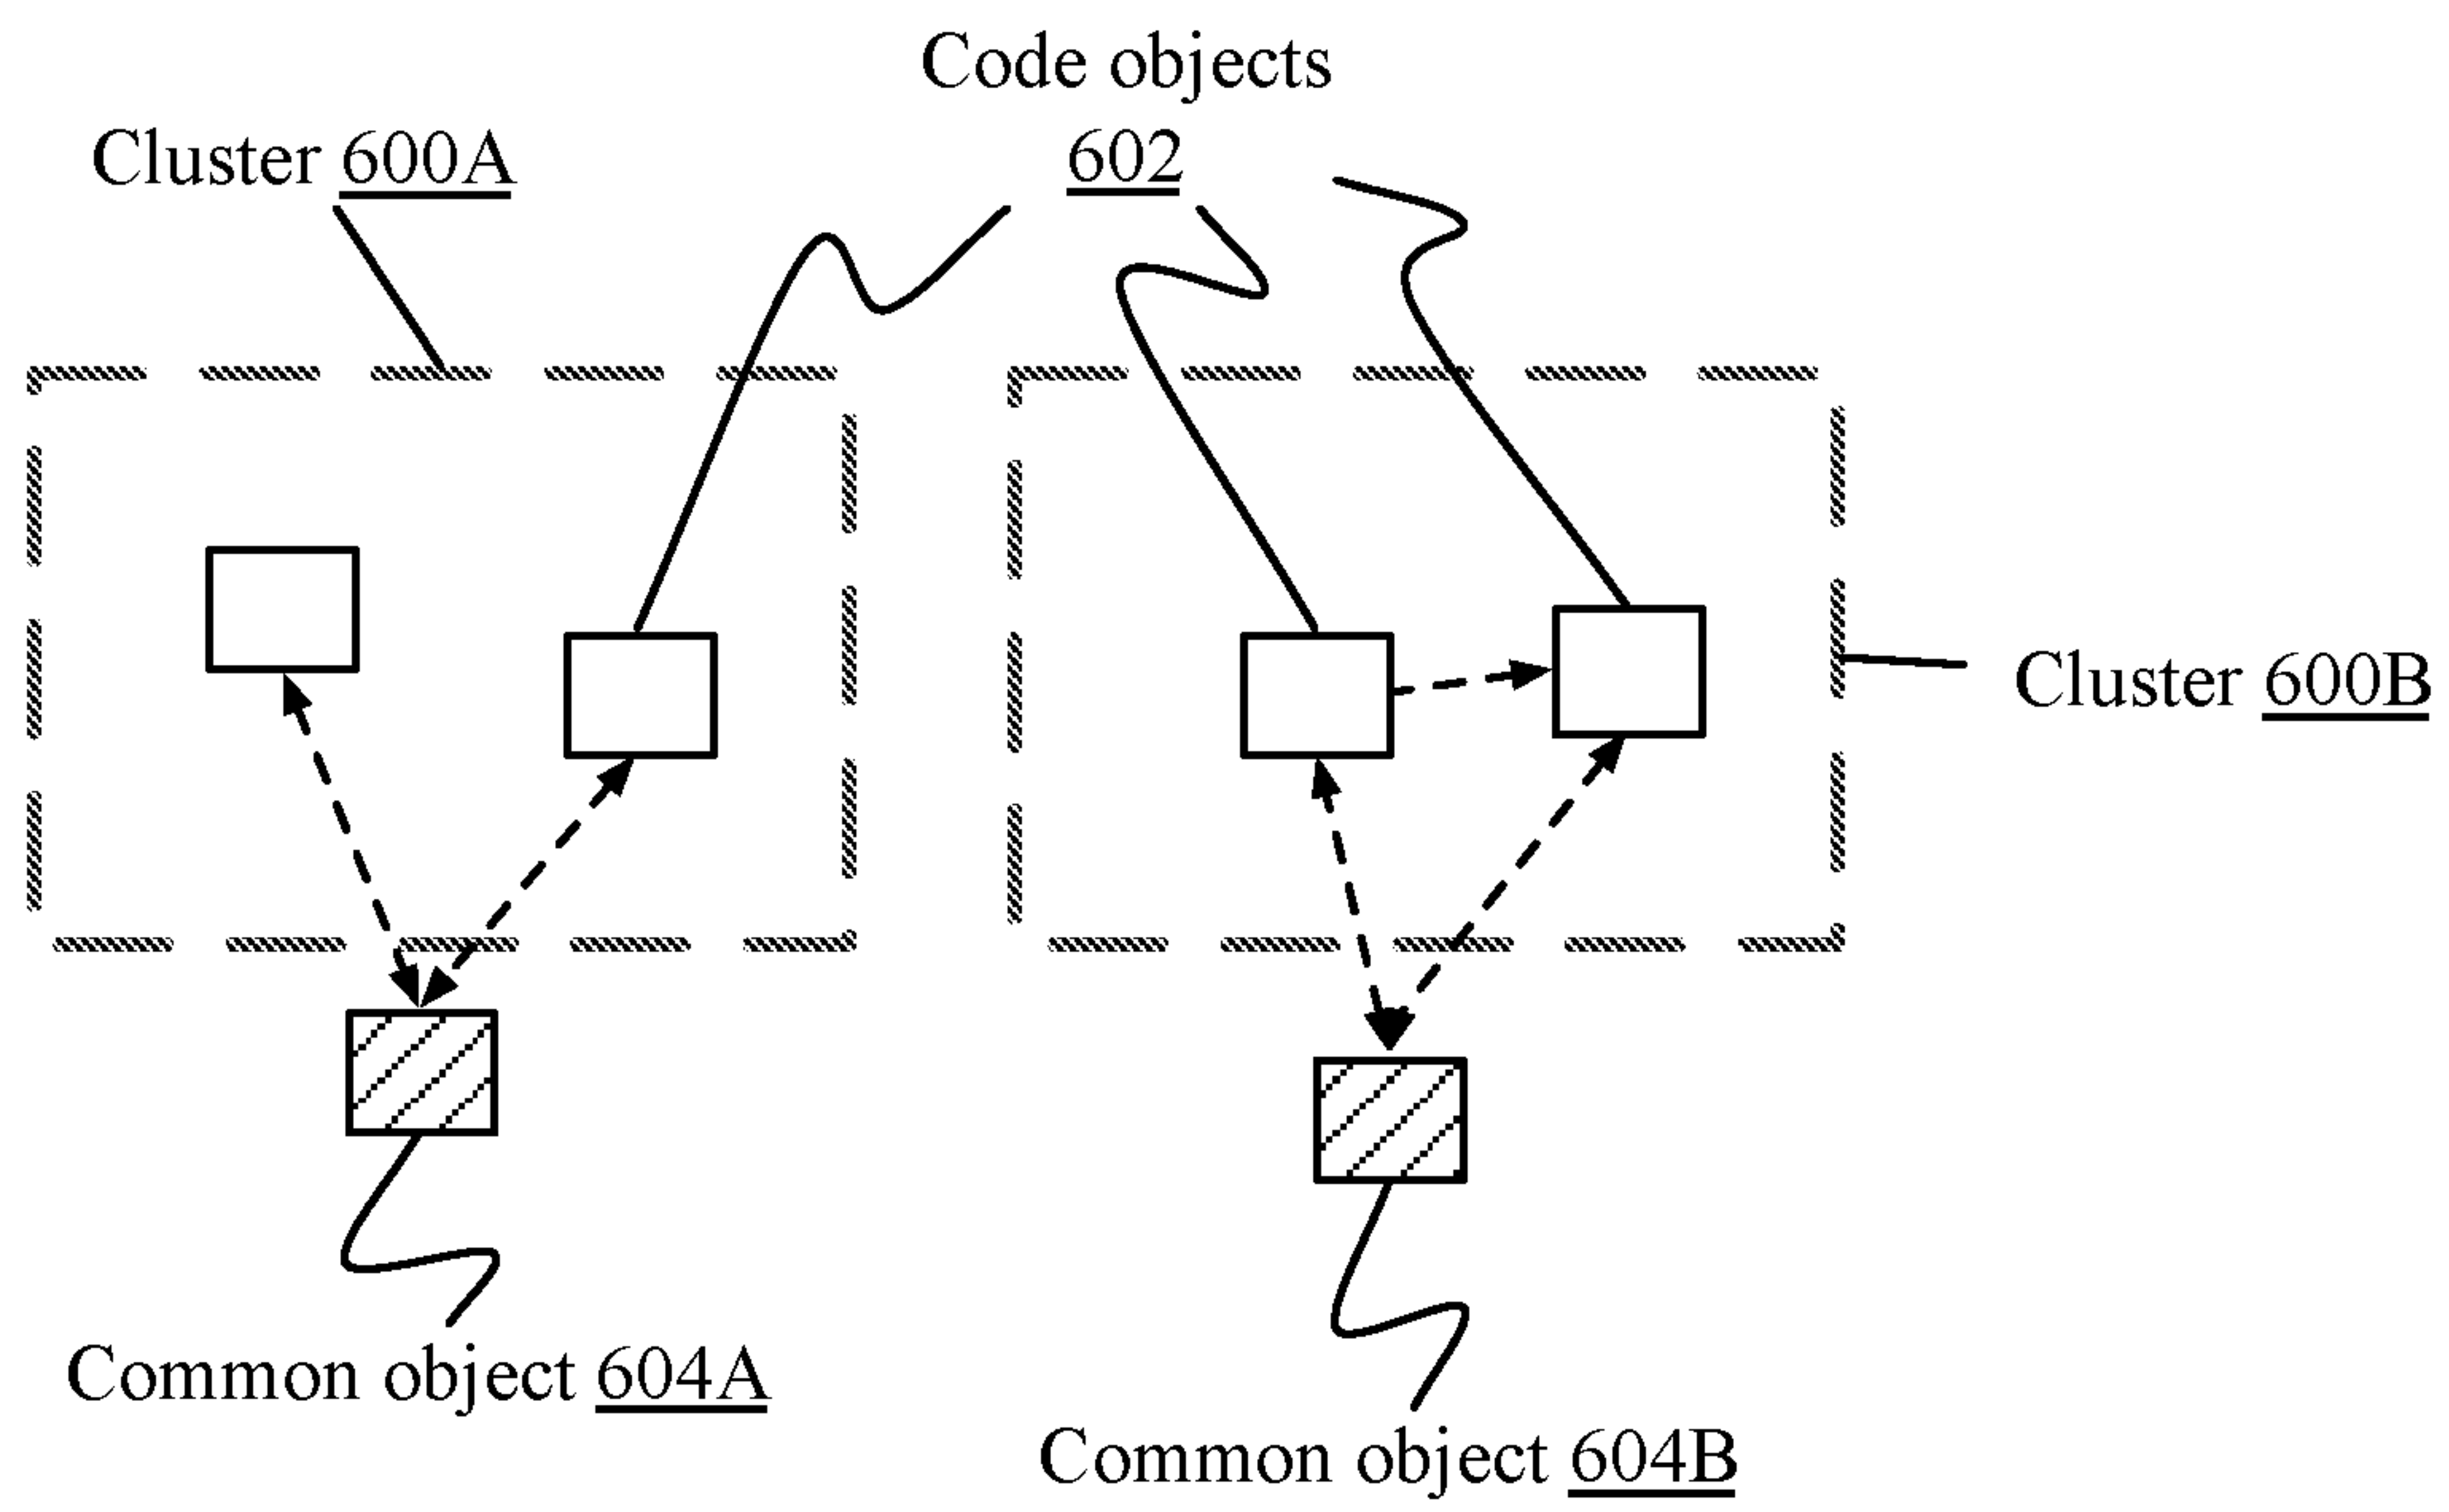 Code objects
602
Cluster 600A
Cluster 600B
Common object 604A
Common object 604B